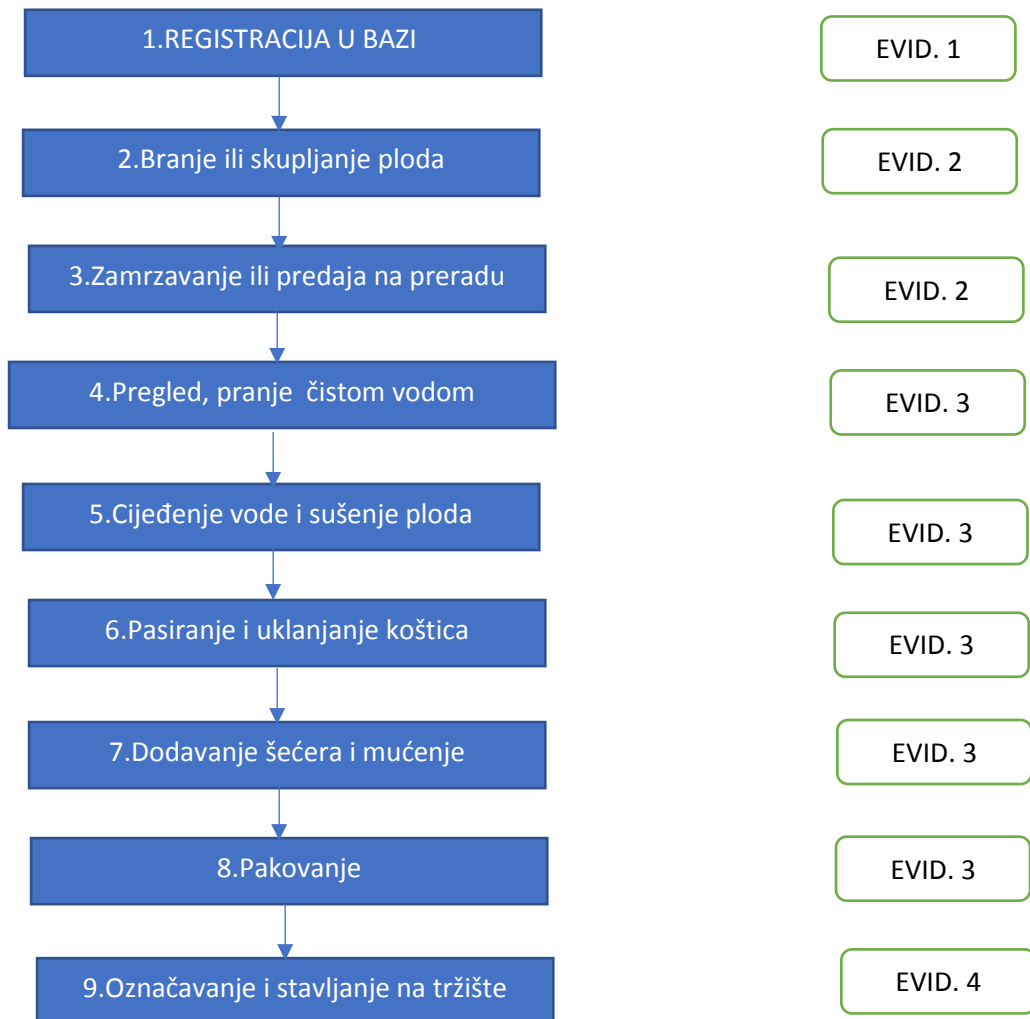 1.REGISTRACIJA U BAZI
EVID. 1
2.Branje ili skupljanje ploda
EVID. 2
3.Zamrzavanje ili predaja na preradu
EVID. 2
4.Pregled, pranje  čistom vodom
EVID. 3
5.Cijeđenje vode i sušenje ploda
EVID. 3
6.Pasiranje i uklanjanje koštica
EVID. 3
7.Dodavanje šećera i mućenje
EVID. 3
8.Pakovanje
EVID. 3
9.Označavanje i stavljanje na tržište
EVID. 4